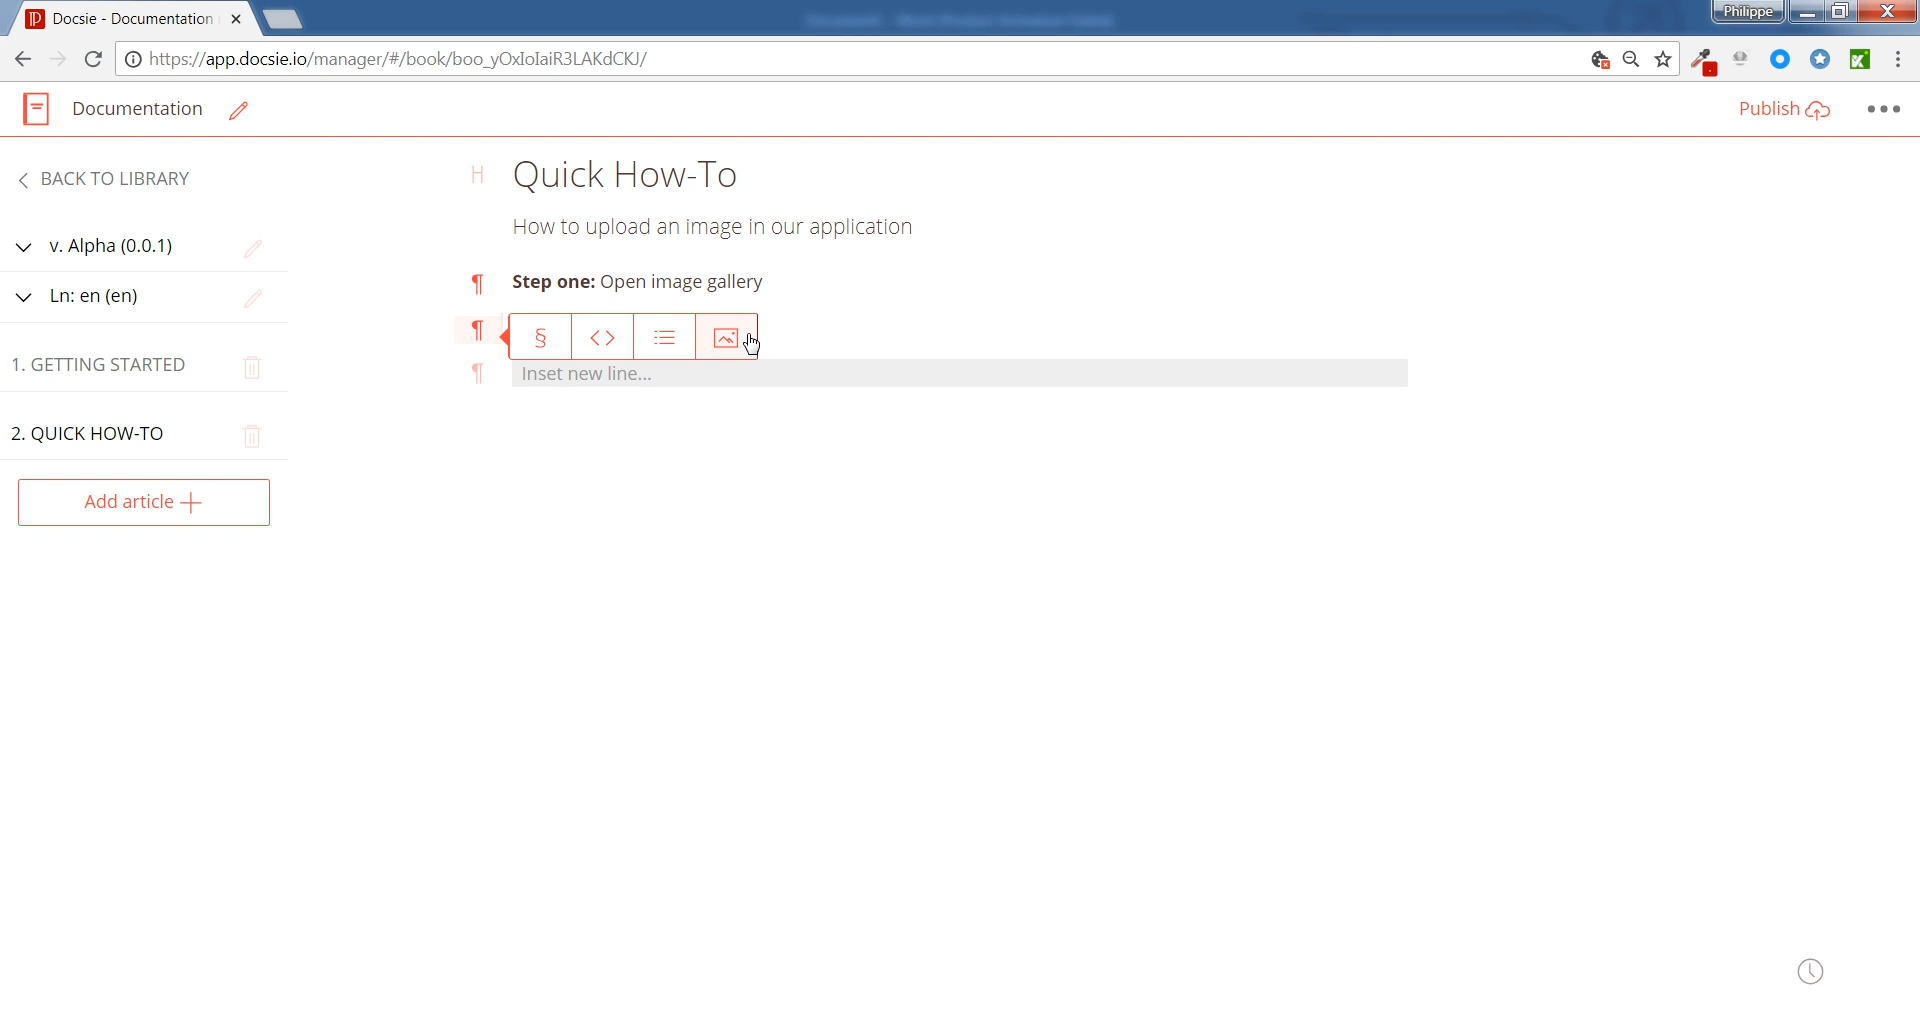 Docsie - Documentation
Philippe
https://app.docsie.io/manager/#/book/boo_yOxIoIaiR3LAKdCKJ/
Documentation
Publish
BACK TO LIBRARY
v. Alpha (0.0.1)
Ln: en (en)
1. GETTING STARTED
2. QUICK HOW-TO
Add article
H Quick How-To
How to upload an image in our application
¶ Step one: Open image gallery
¶ § <>
¶ Inset new line...